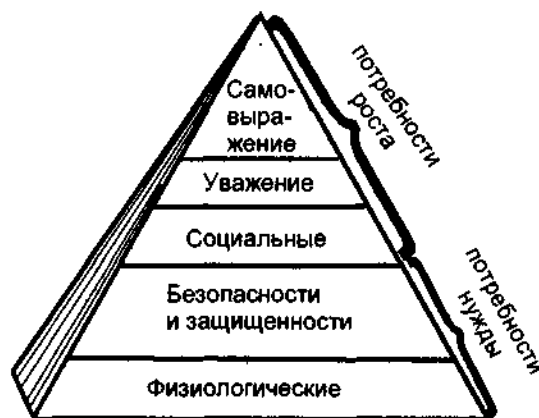 Само-
выра-
жение
Уважение
Социальные
Безопасности
и защищенности
Физиологические
потребности
роста
потребности
нужды